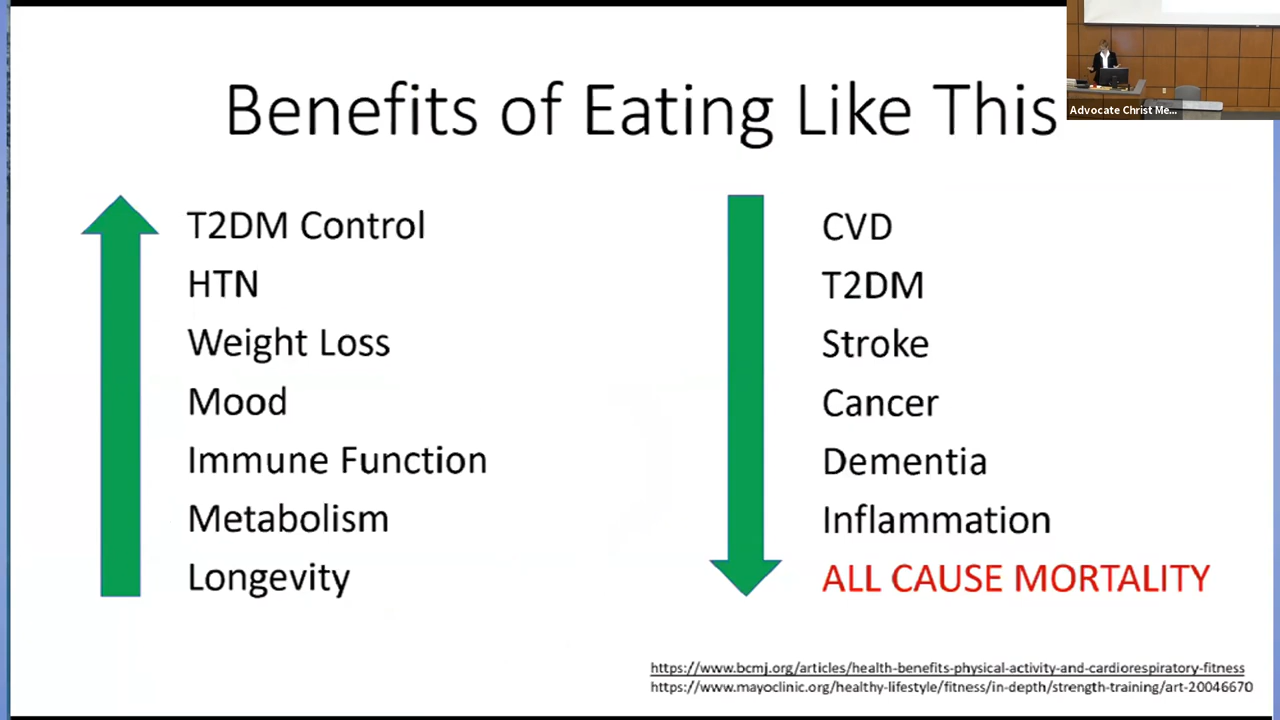 Benefits of Eating Like This
Advocate Christ Me...
T2DM Control
HTN
Weight Loss
Mood
Immune Function
Metabolism
Longevity
CVD
T2DM
Stroke
Cancer
Dementia
Inflammation
ALL CAUSE MORTALITY
https://www.bcmj.org/articles/health-benefits-physical-activity-and-cardiorespiratory-fitness
https://www.mayoclinic.org/healthy-lifestyle/fitness/in-depth/strength-training/art-20046670